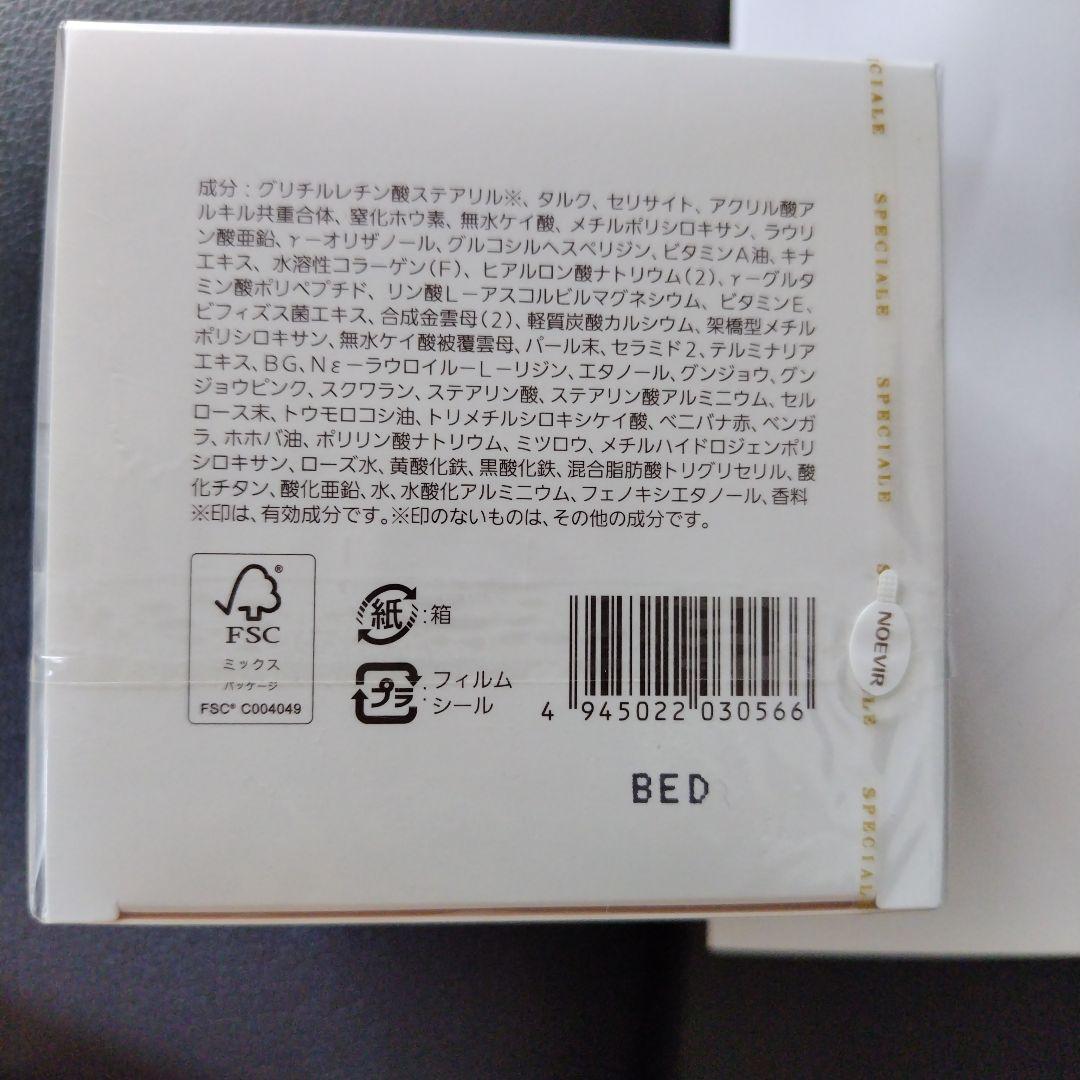 成分：グリチルレチン酸ステアリル※、タルク、セリサイト、アクリル酸ア
ルキル共重合体、窒化ホウ素、無水ケイ酸、メチルポリシロキサン、ラウリ
ン酸亜鉛、γーオリザノール、グルコシルヘスペリジン、ビタミンA油、キナ
エキス、水溶性コラーゲン(F)、ヒアルロン酸ナトリウム(2)、γーグルタ
ミン酸ポリペプチド、リン酸Lーアスコルビルマグネシウム、ビタミンE、
ビフィズス菌エキス、合成金雲母(2)、軽質炭酸カルシウム、架橋型メチル
ポリシロキサン、無水ケイ酸被覆雲母、パール末、セラミド2、テルミナリア
エキス、BG、NεーラウロイルーLーリジン、エタノール、グンジョウ、グン
ジョウピンク、スクワラン、ステアリン酸、ステアリン酸アルミニウム、セル
ロース末、トウモロコシ油、トリメチルシロキシケイ酸、ベニバナ赤、ベンガ
ラ、ホホバ油、ポリリン酸ナトリウム、ミツロウ、メチルハイドロジェンポリ
シロキサン、ローズ水、黄酸化鉄、黒酸化鉄、混合脂肪酸トリグリセリル、酸
化チタン、酸化亜鉛、水、水酸化アルミニウム、フェノキシエタノール、香料
※印は、有効成分です。※印のないものは、その他の成分です。
FSC
ミックス
パッケージ
FSC® C004049
紙:箱
プラ:フィルム
シール
4 945022 030566
BED
CIALE
SPECIALE
SPECIALE
S
LE
SPECIAL
NOEVIR